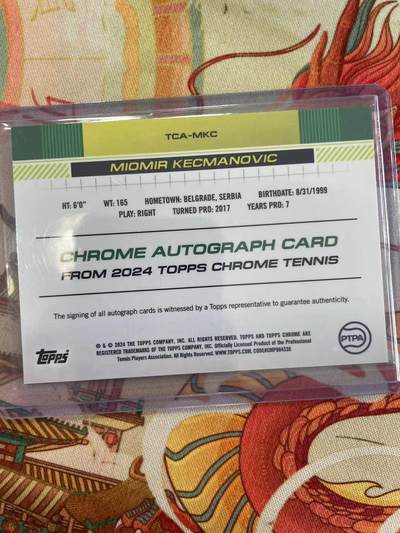 TCA-MKC
MIOMIR KECMANOVIC
HT: 6'0" WT: 165 HOMETOWN: BELGRADE, SERBIA BIRTHDATE: 8/31/1999
PLAY: RIGHT TURNED PRO: 2017 YEARS PRO: 7
CHROME AUTOGRAPH CARD
FROM 2024 TOPPS CHROME TENNIS
The signing of all autograph cards is witnessed by a Topps representative to guarantee authenticity.
® & © 2024 THE TOPPS COMPANY, INC. ALL RIGHTS RESERVED. TOPPS AND TOPPS CHROME ARE
REGISTERED TRADEMARKS OF THE TOPPS COMPANY, INC. Officially Licensed Product of the Professional
Tennis Players Association. All Rights Reserved. WWW.TOPPS.COM.
topps
PTPA